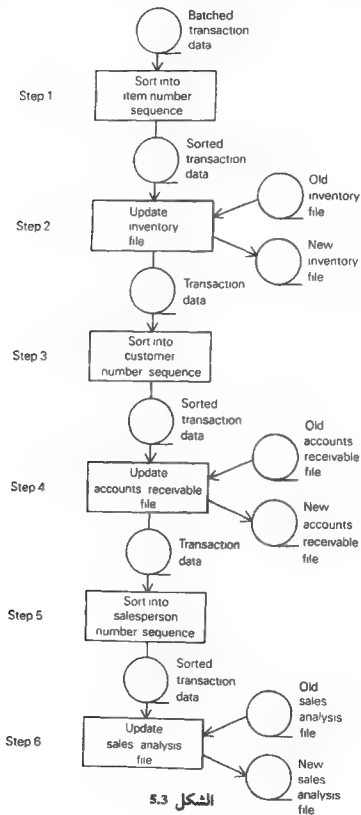 Batched
transaction
data
Step 1
Sort into
item number
sequence
Sorted
transaction
data
Step 2
Update
inventory
file
Old
inventory
file
New
inventory
file
Transaction
data
Step 3
Sort into
customer
number sequence
Sorted
transaction
data
Step 4
Update
accounts receivable
file
Old
accounts
receivable
file
New
accounts
receivable
file
Transaction
data
Step 5
Sort into
salesperson
number sequence
Sorted
transaction
data
Step 6
Update
sales analysis
file
Old
sales
analysis
file
New
sales
analysis
file
الشكل 5.3